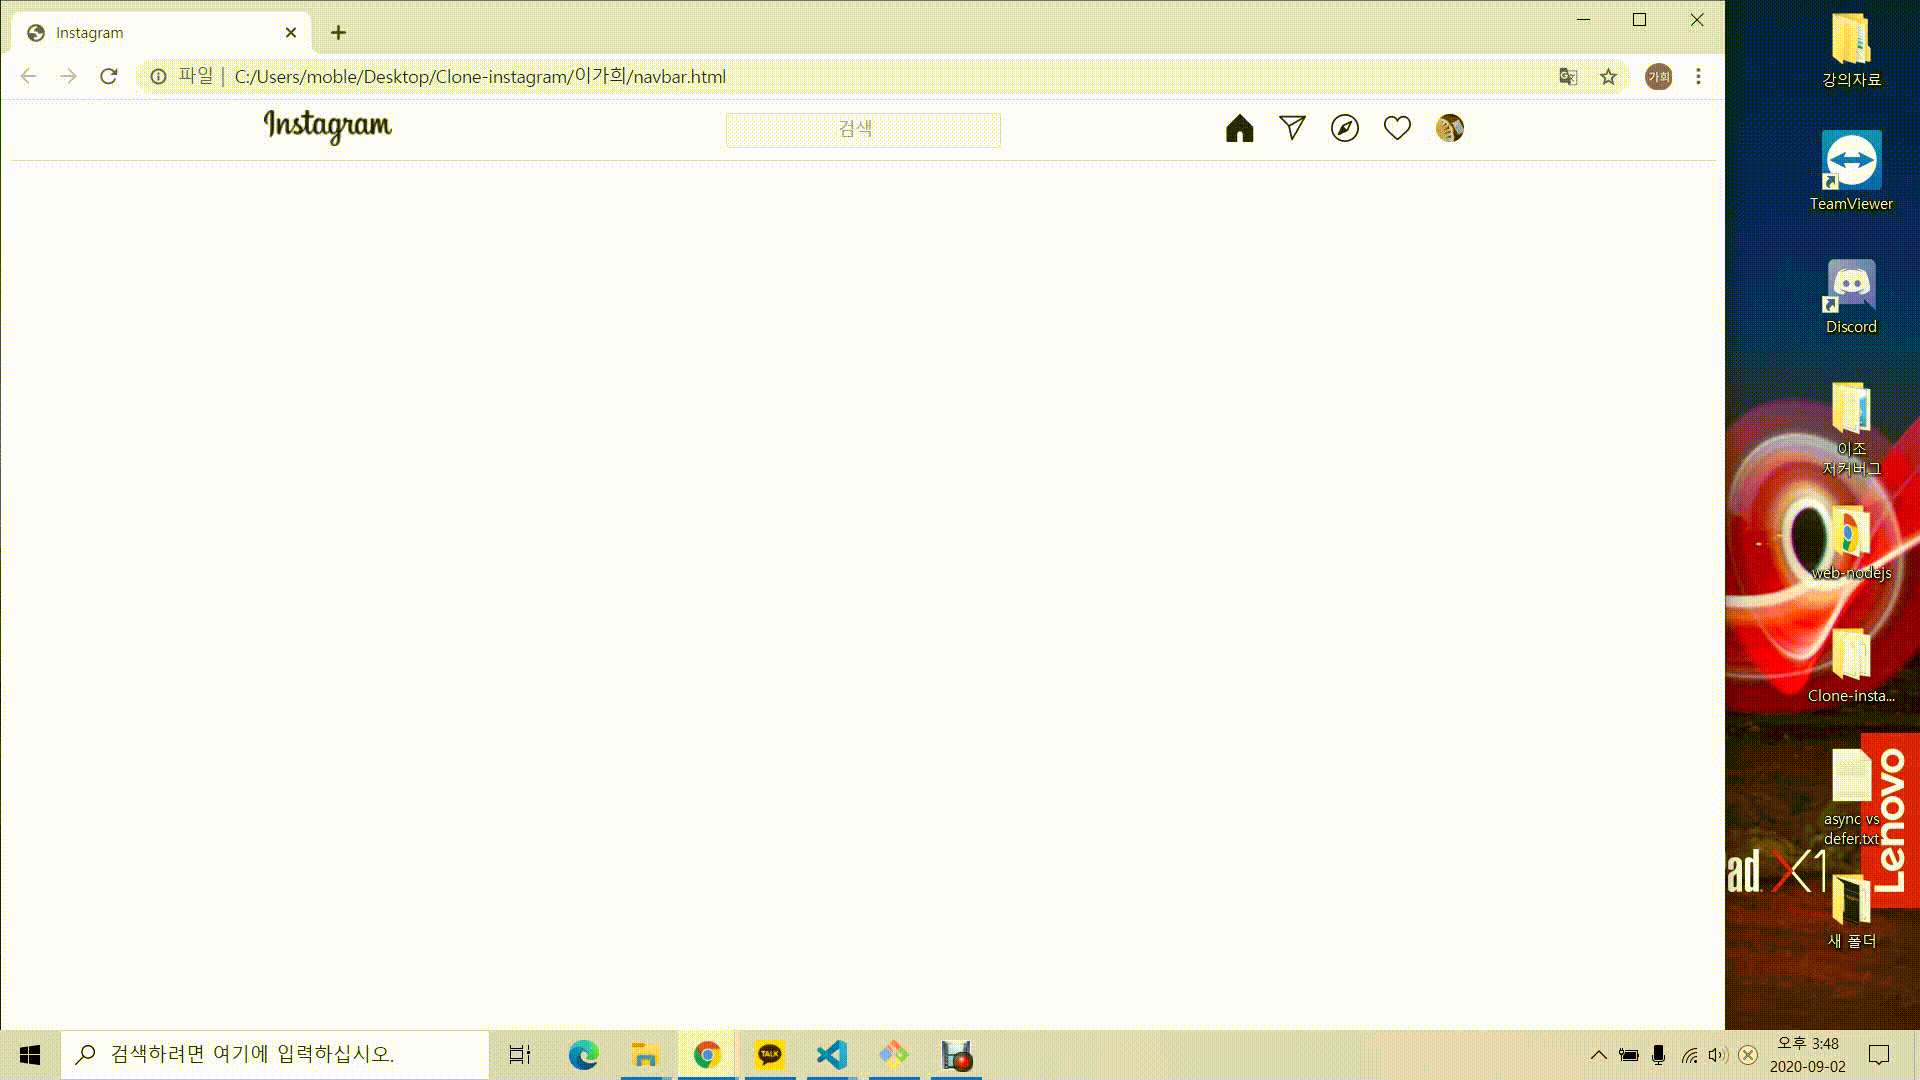 Instagram
파일 | C:/Users/moble/Desktop/Clone-instagram/이가희/navbar.html
가희
Instagram
검색
강의자료
TeamViewer
Discord
이조
저커버그
web-nodejs
Clone-insta...
async vs
defer.txt
Lenovo
ad X1
새 폴더
검색하려면 여기에 입력하십시오.
TALK
오후 3:48
2020-09-02